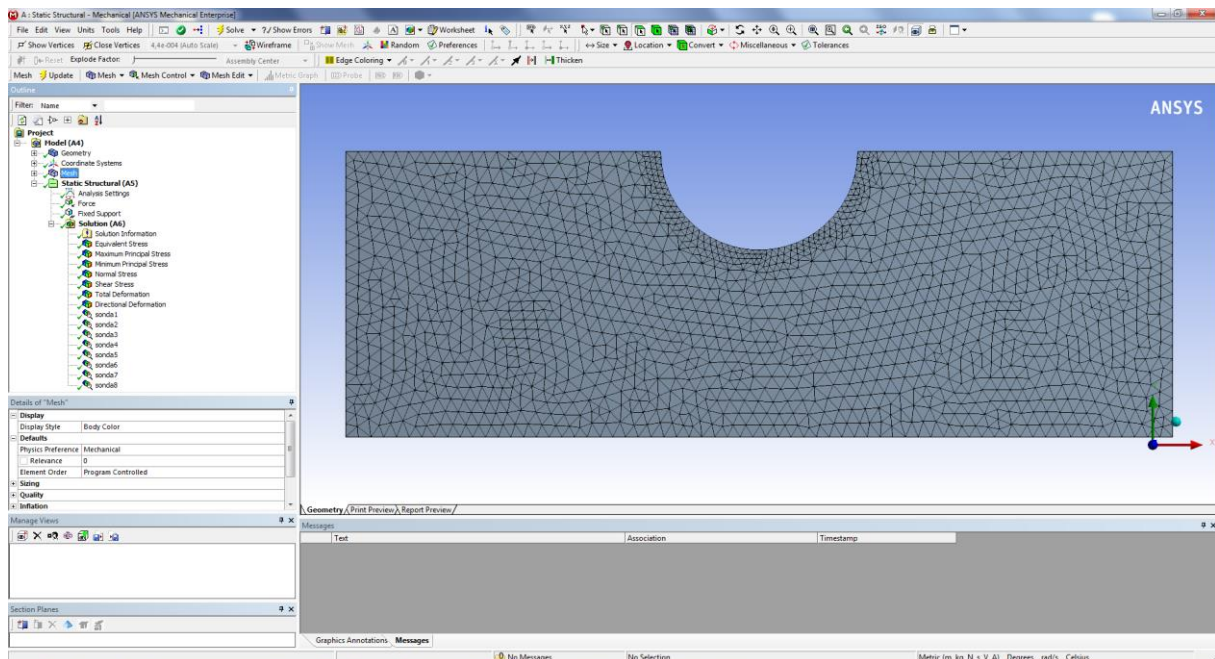 A : Static Structural - Mechanical [ANSYS Mechanical Enterprise]
File Edit View Units Tools Help Solve ?/ Show Errors Worksheet
Show Vertices Close Vertices 4,4e-004 (Auto Scale) Wireframe Show Mesh Random Preferences Size Location Convert Miscellaneous Tolerances
Reset Explode Factor: Assembly Center Edge Coloring Thicken
Mesh Update Mesh Mesh Control Mesh Edit Metric Graph Probe
Outline
Filter: Name
Project
Model (A4)
Geometry
Coordinate Systems
Mesh
Static Structural (A5)
Analysis Settings
Force
Fixed Support
Solution (A6)
Solution Information
Equivalent Stress
Maximum Principal Stress
Minimum Principal Stress
Normal Stress
Shear Stress
Total Deformation
Directional Deformation
sonda1
sonda2
sonda3
sonda4
sonda5
sonda6
sonda7
sonda8
ANSYS
X
Details of "Mesh"
Display
Display Style Body Color
Defaults
Physics Preference Mechanical
Relevance 0
Element Order Program Controlled
Sizing
Quality
Inflation
Geometry Print Preview Report Preview
Manage Views
Messages
Text Association Timestamp
Section Planes
Graphics Annotations Messages
No Messages No Selection Metric (m, kg, N, s, V, A) Degrees rad/s Celsius